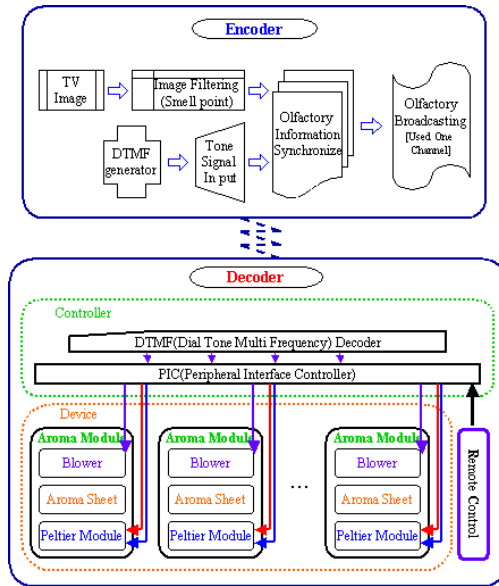 Encoder
TV
Image
Image Filtering
(Smell point)
Olfactory
Information
Synchronize
Olfactory
Broadcasting
[Used One
Channel]
DTMF
generator
Tone
Signal
In put
Decoder
Controller
DTMF(Dial Tone Multi Frequency) Decoder
PIC(Peripheral Interface Controller)
Device
Aroma Module
Blower
Aroma Sheet
Peltier Module
Aroma Module
Blower
Aroma Sheet
Peltier Module
...
Aroma Module
Blower
Aroma Sheet
Peltier Module
Remote Control